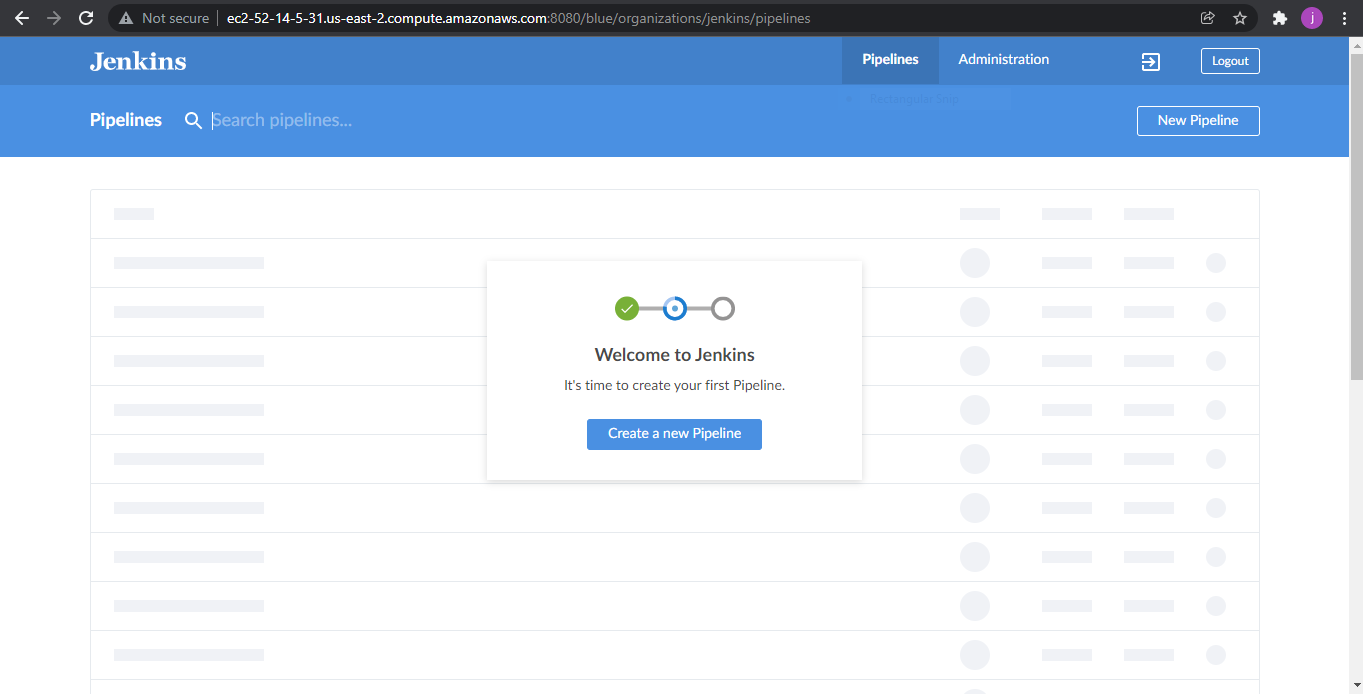 Not secure ec2-52-14-5-31.us-east-2.compute.amazonaws.com:8080/blue/organizations/jenkins/pipelines j
Jenkins Pipelines Administration Logout
Rectangular Snip
Pipelines Search pipelines... New Pipeline
Welcome to Jenkins
It's time to create your first Pipeline.
Create a new Pipeline